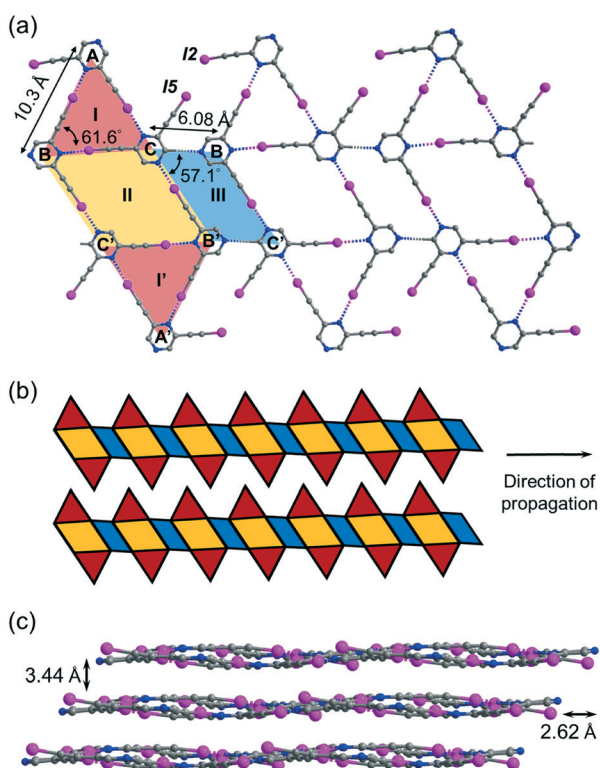 (a)
A
I2
I5
10.3 Å
I
6.08 Å
61.6°
B
C
B
57.1°
II
III
C'
B'
C'
I'
A'
(b)
Direction of
propagation
(c)
3.44 Å
2.62 Å